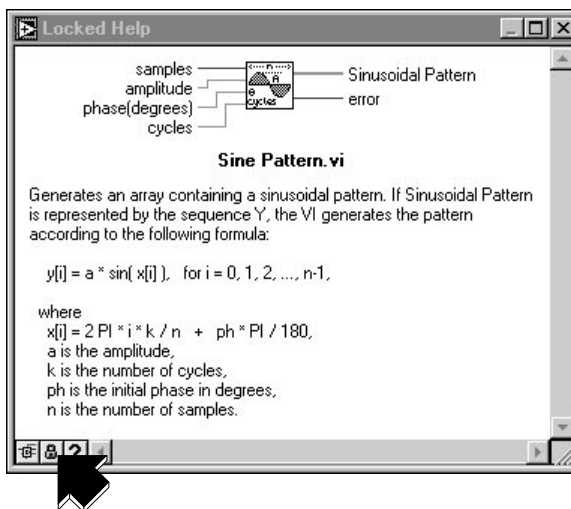 Locked Help
samples
amplitude
phase(degrees)
cycles
n
A
θ
cycles
Sinusoidal Pattern
error
Sine Pattern.vi
Generates an array containing a sinusoidal pattern. If Sinusoidal Pattern
is represented by the sequence Y, the VI generates the pattern
according to the following formula:
y[i] = a * sin( x[i] ), for i = 0, 1, 2, ..., n-1,
where
x[i] = 2 PI * i * k / n + ph * PI / 180,
a is the amplitude,
k is the number of cycles,
ph is the initial phase in degrees,
n is the number of samples.
?